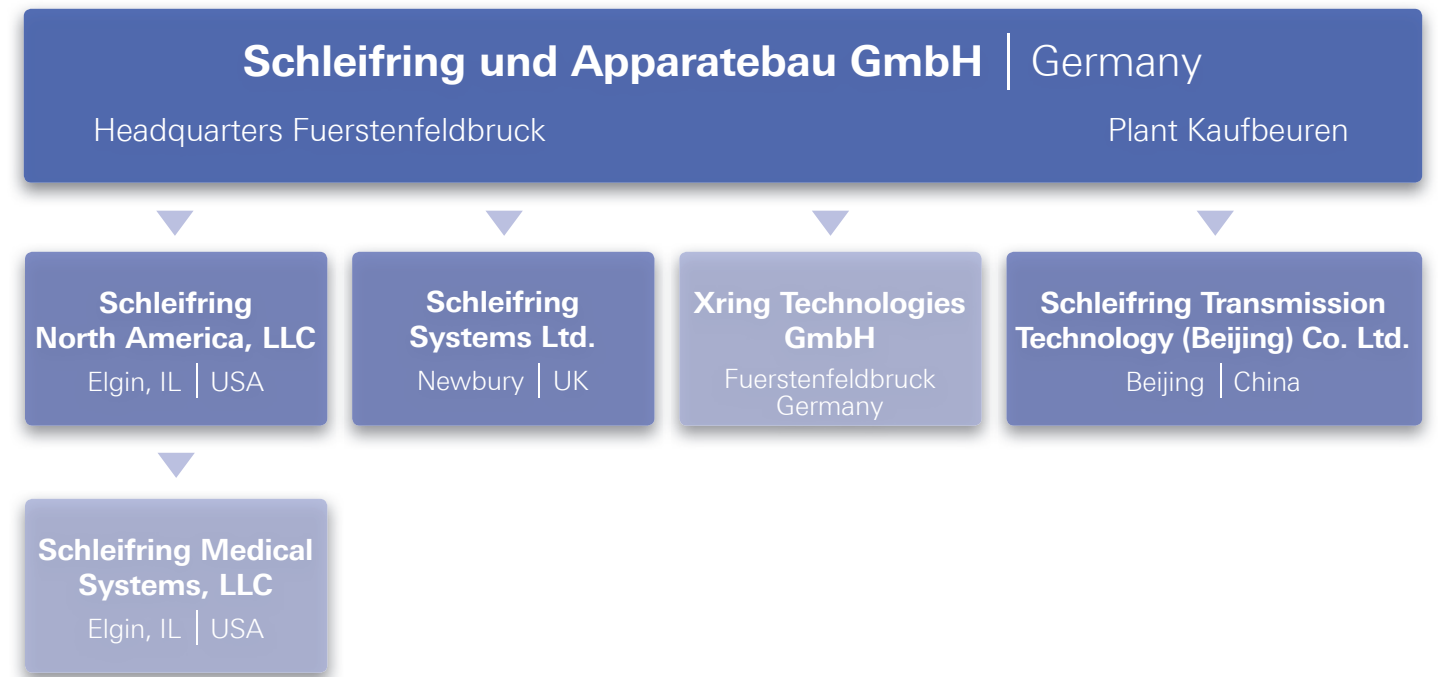 Schleifring und Apparatebau GmbH | Germany
Headquarters Fuerstenfeldbruck
Plant Kaufbeuren
Schleifring
North America, LLC
Elgin, IL | USA
Schleifring
Systems Ltd.
Newbury | UK
Xring Technologies
GmbH
Fuerstenfeldbruck
Germany
Schleifring Transmission
Technology (Beijing) Co. Ltd.
Beijing | China
Schleifring Medical
Systems, LLC
Elgin, IL | USA